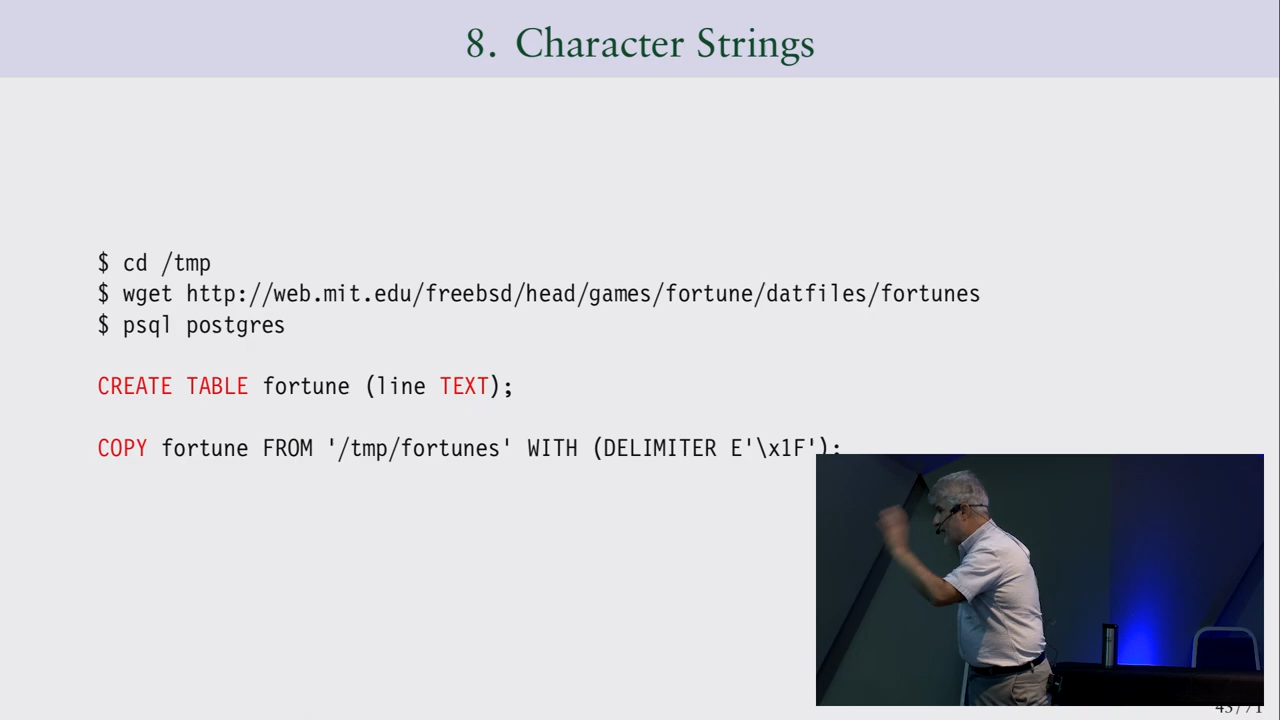 8. Character Strings
$ cd /tmp
$ wget http://web.mit.edu/freebsd/head/games/fortune/datfiles/fortunes
$ psql postgres
CREATE TABLE fortune (line TEXT);
COPY fortune FROM '/tmp/fortunes' WITH (DELIMITER E'\x1F');